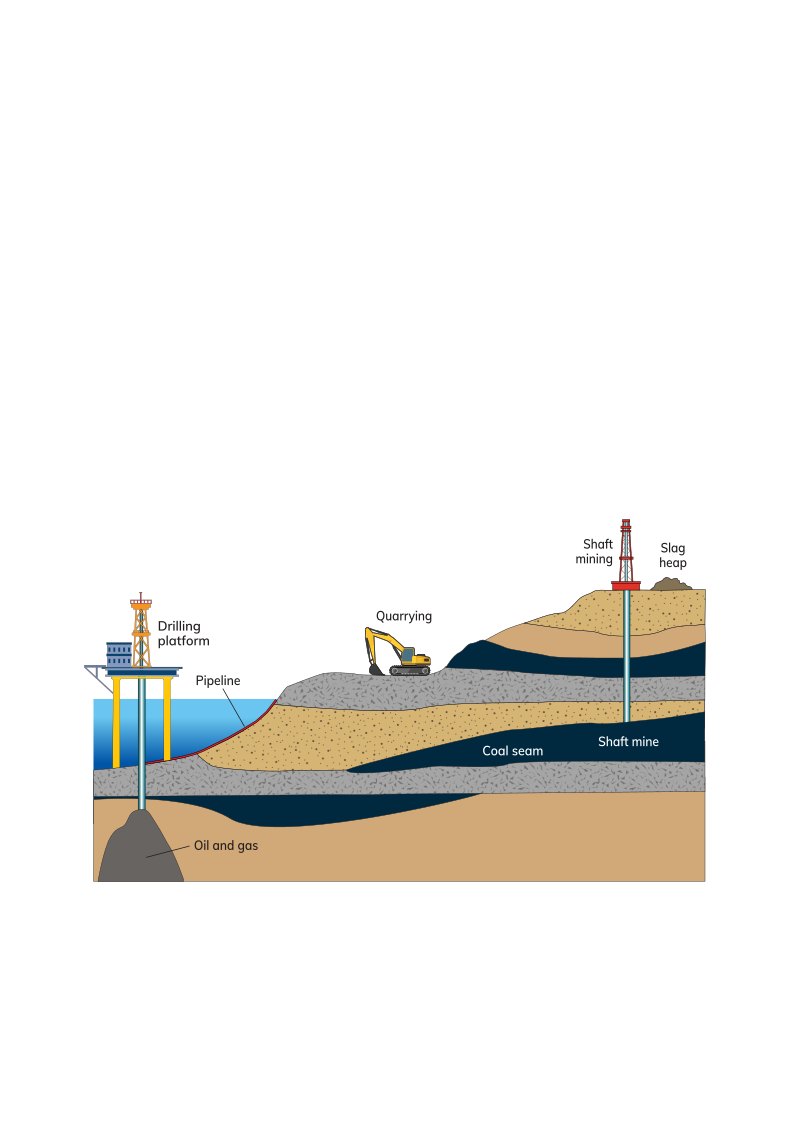 Shaft
mining
Slag
heap
Quarrying
Drilling
platform
Pipeline
Coal seam
Shaft mine
Oil and gas